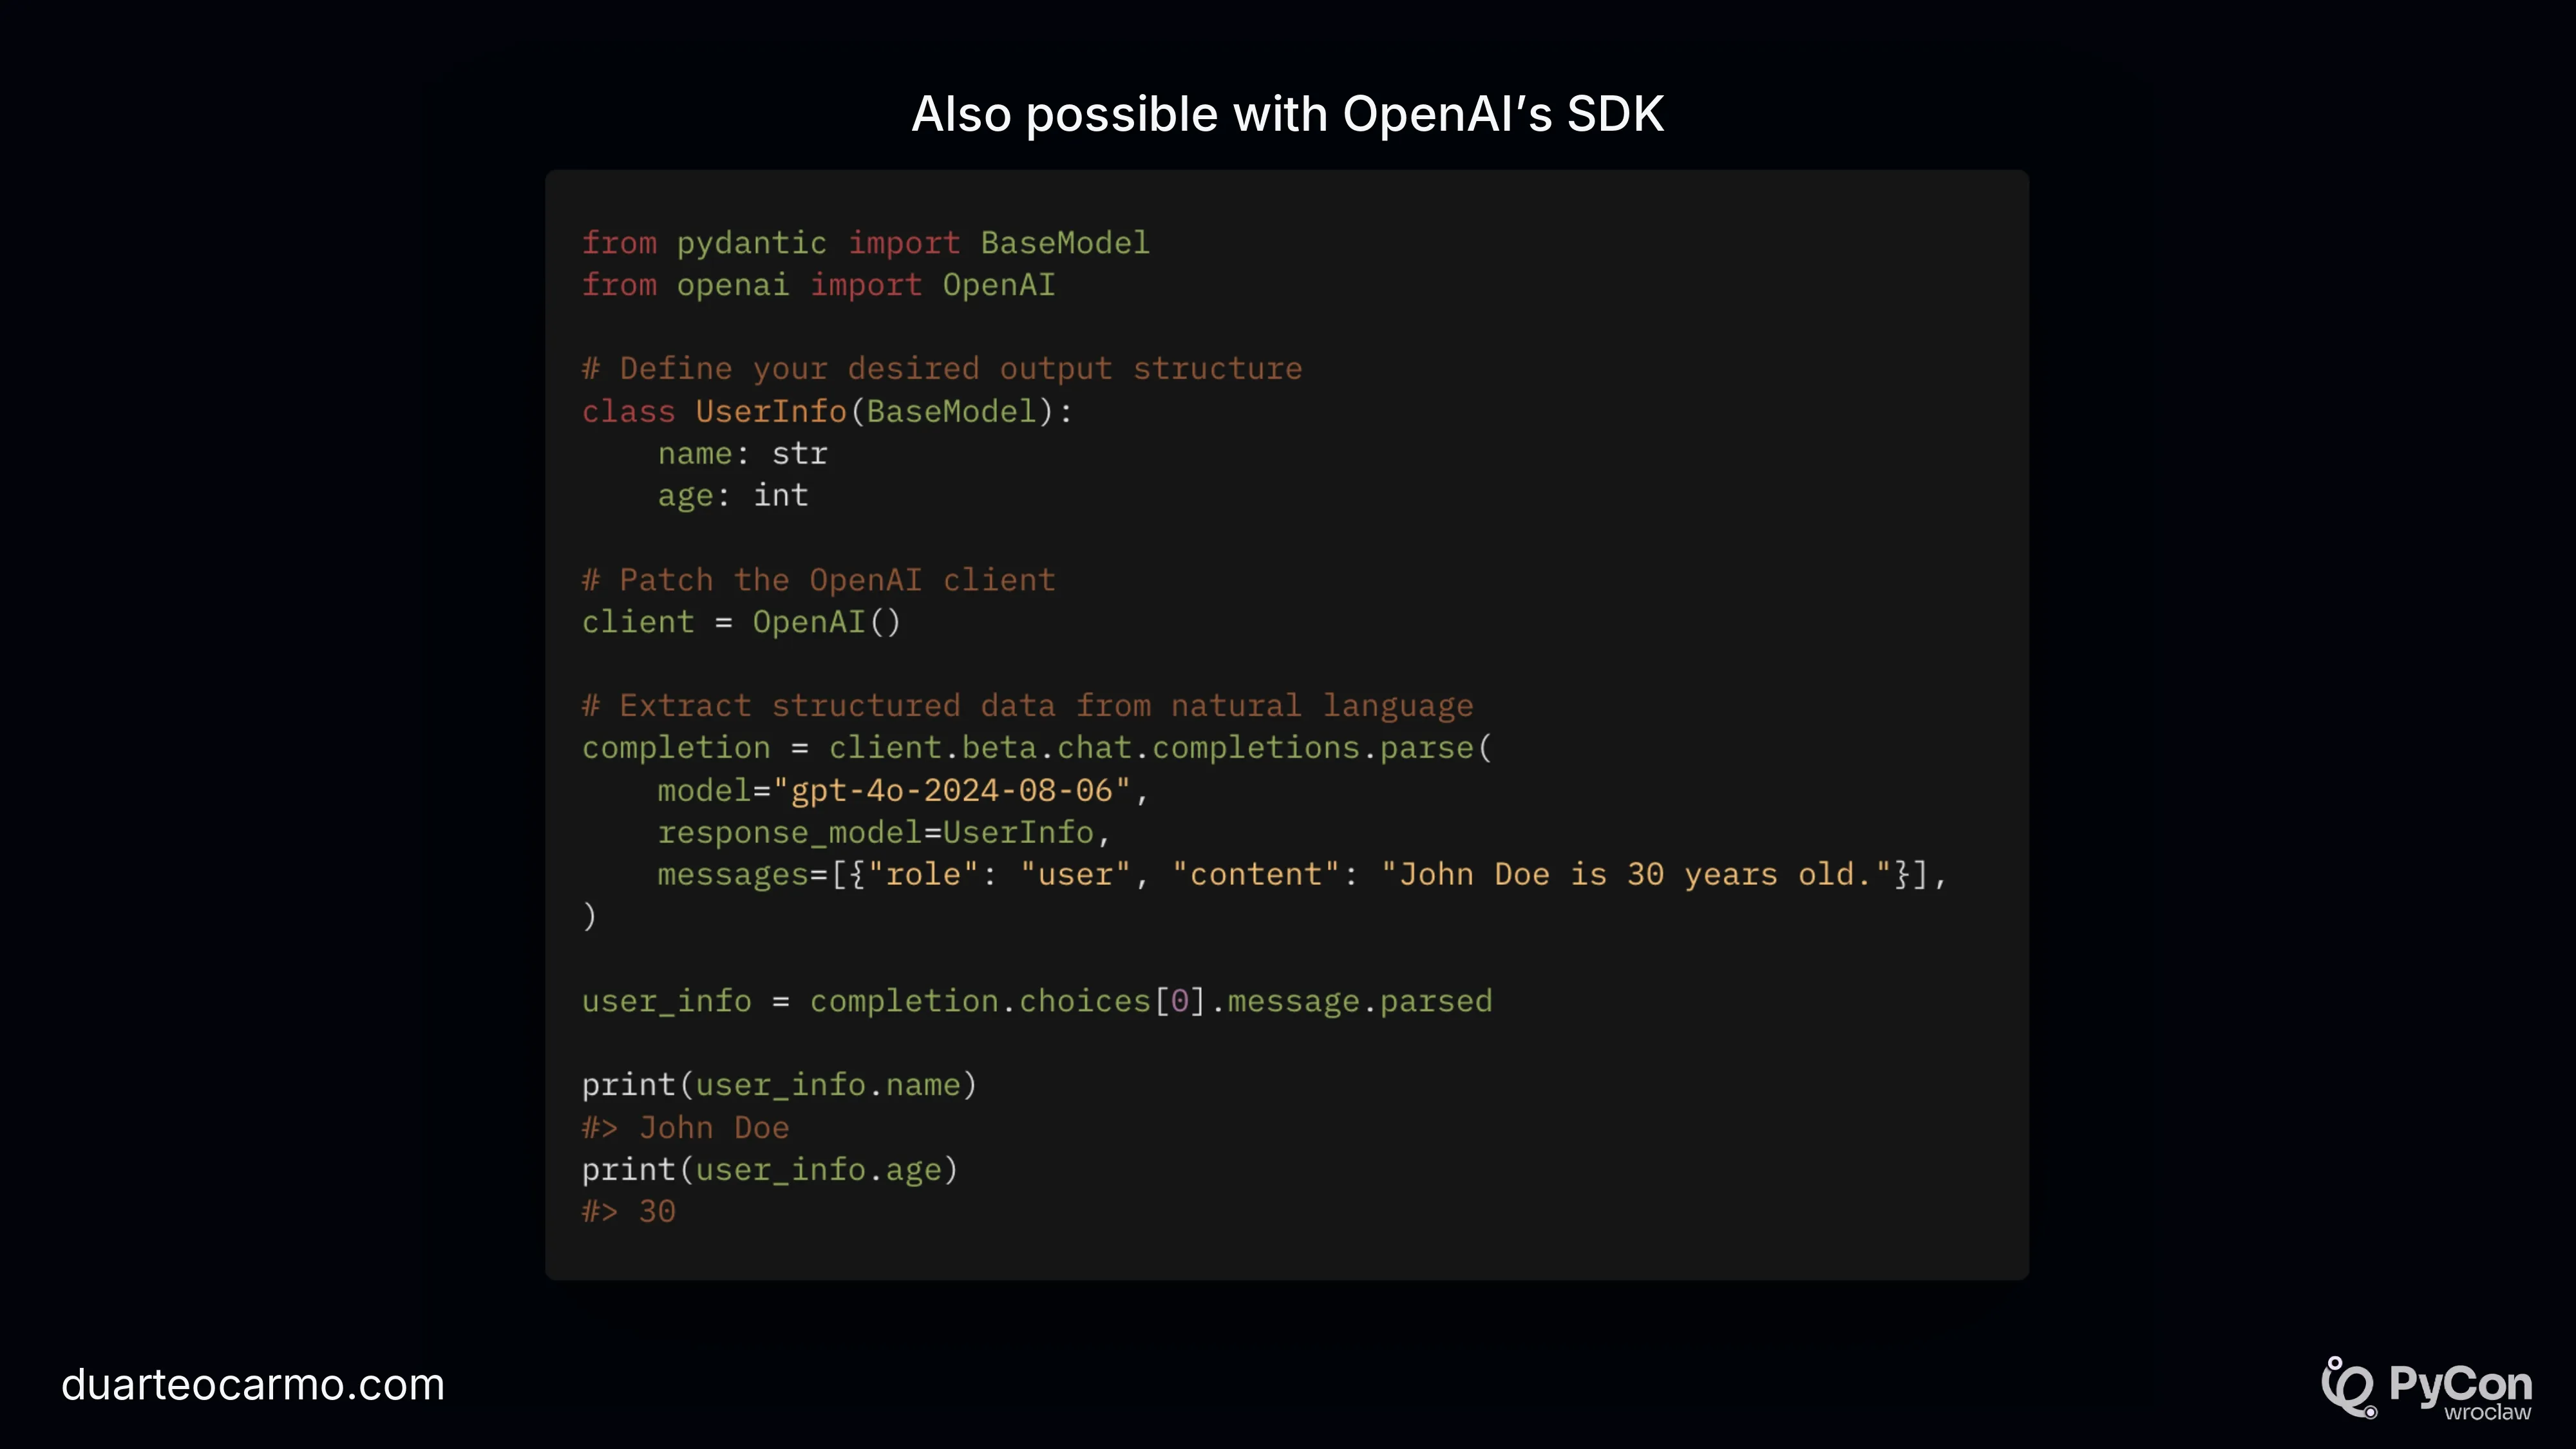 Also possible with OpenAI’s SDK
from pydantic import BaseModel
from openai import OpenAI
# Define your desired output structure
class UserInfo(BaseModel):
    name: str
    age: int
# Patch the OpenAI client
client = OpenAI()
# Extract structured data from natural language
completion = client.beta.chat.completions.parse(
    model="gpt-4o-2024-08-06",
    response_model=UserInfo,
    messages=[{"role": "user", "content": "John Doe is 30 years old."}],
)
user_info = completion.choices[0].message.parsed
print(user_info.name)
#> John Doe
print(user_info.age)
#> 30
duarteocarmo.com
PyCon
wroclaw